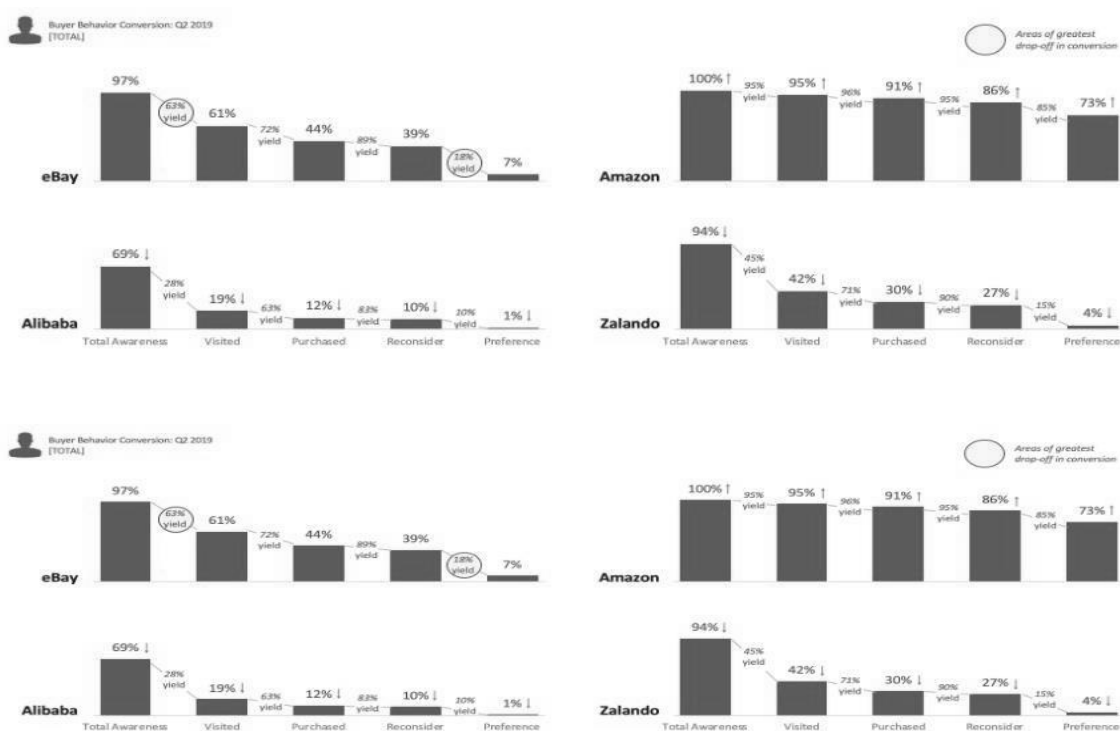 Buyer Behavior Conversion: Q2 2019
[TOTAL]
Areas of greatest
drop-off in conversion
97%
63%
yield
61%
72%
yield
44%
89%
yield
39%
18%
yield
7%
eBay
100% ↑
95%
yield
95% ↑
96%
yield
91% ↑
95%
yield
86% ↑
85%
yield
73% ↑
Amazon
69% ↓
28%
yield
19% ↓
63%
yield
12% ↓
83%
yield
10% ↓
10%
yield
1% ↓
Alibaba
Total Awareness Visited Purchased Reconsider Preference
94% ↓
45%
yield
42% ↓
71%
yield
30% ↓
90%
yield
27% ↓
15%
yield
4% ↓
Zalando
Total Awareness Visited Purchased Reconsider Preference
Buyer Behavior Conversion: Q2 2019
[TOTAL]
Areas of greatest
drop-off in conversion
97%
63%
yield
61%
72%
yield
44%
89%
yield
39%
18%
yield
7%
eBay
100% ↑
95%
yield
95% ↑
96%
yield
91% ↑
95%
yield
86% ↑
85%
yield
73% ↑
Amazon
69% ↓
28%
yield
19% ↓
63%
yield
12% ↓
83%
yield
10% ↓
10%
yield
1% ↓
Alibaba
Total Awareness Visited Purchased Reconsider Preference
94% ↓
45%
yield
42% ↓
71%
yield
30% ↓
90%
yield
27% ↓
15%
yield
4% ↓
Zalando
Total Awareness Visited Purchased Reconsider Preference